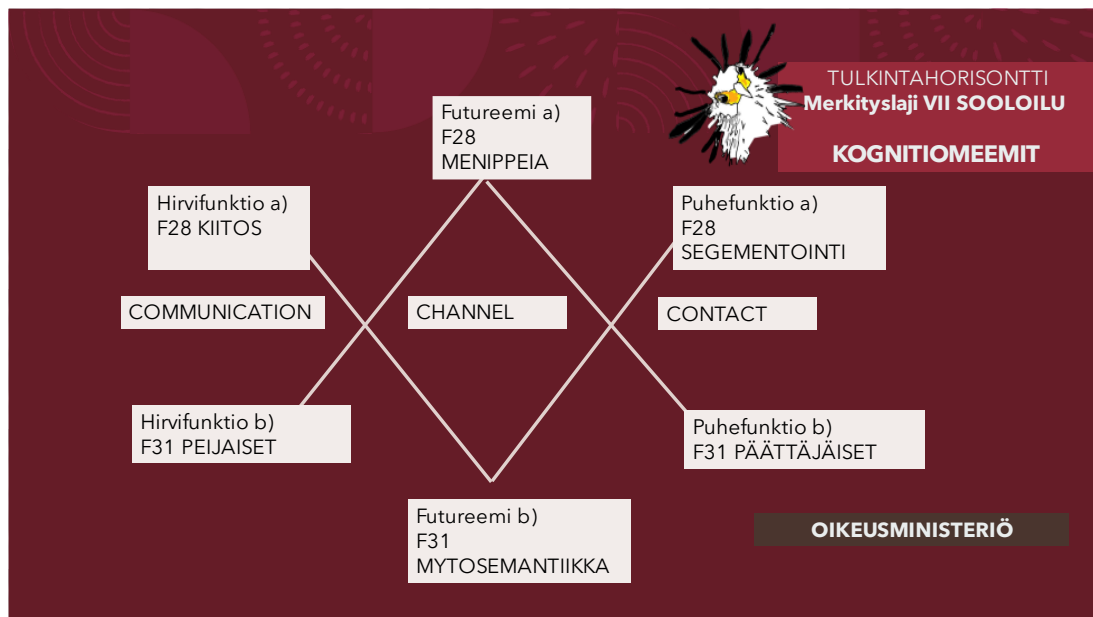 TULKINTAHORISONTTI
Merkityslaji VII SOOLOILU
KOGNITIOMEEMIT
Futureemi a)
F28
MENIPPEIA
Hirvifunktio a)
F28 KIITOS
Puhefunktio a)
F28
SEGEMENTOINTI
COMMUNICATION
CHANNEL
CONTACT
Hirvifunktio b)
F31 PEIJAISET
Puhefunktio b)
F31 PÄÄTTÄJÄISET
Futureemi b)
F31
MYTOSEMANTIIKKA
OIKEUSMINISTERIÖ